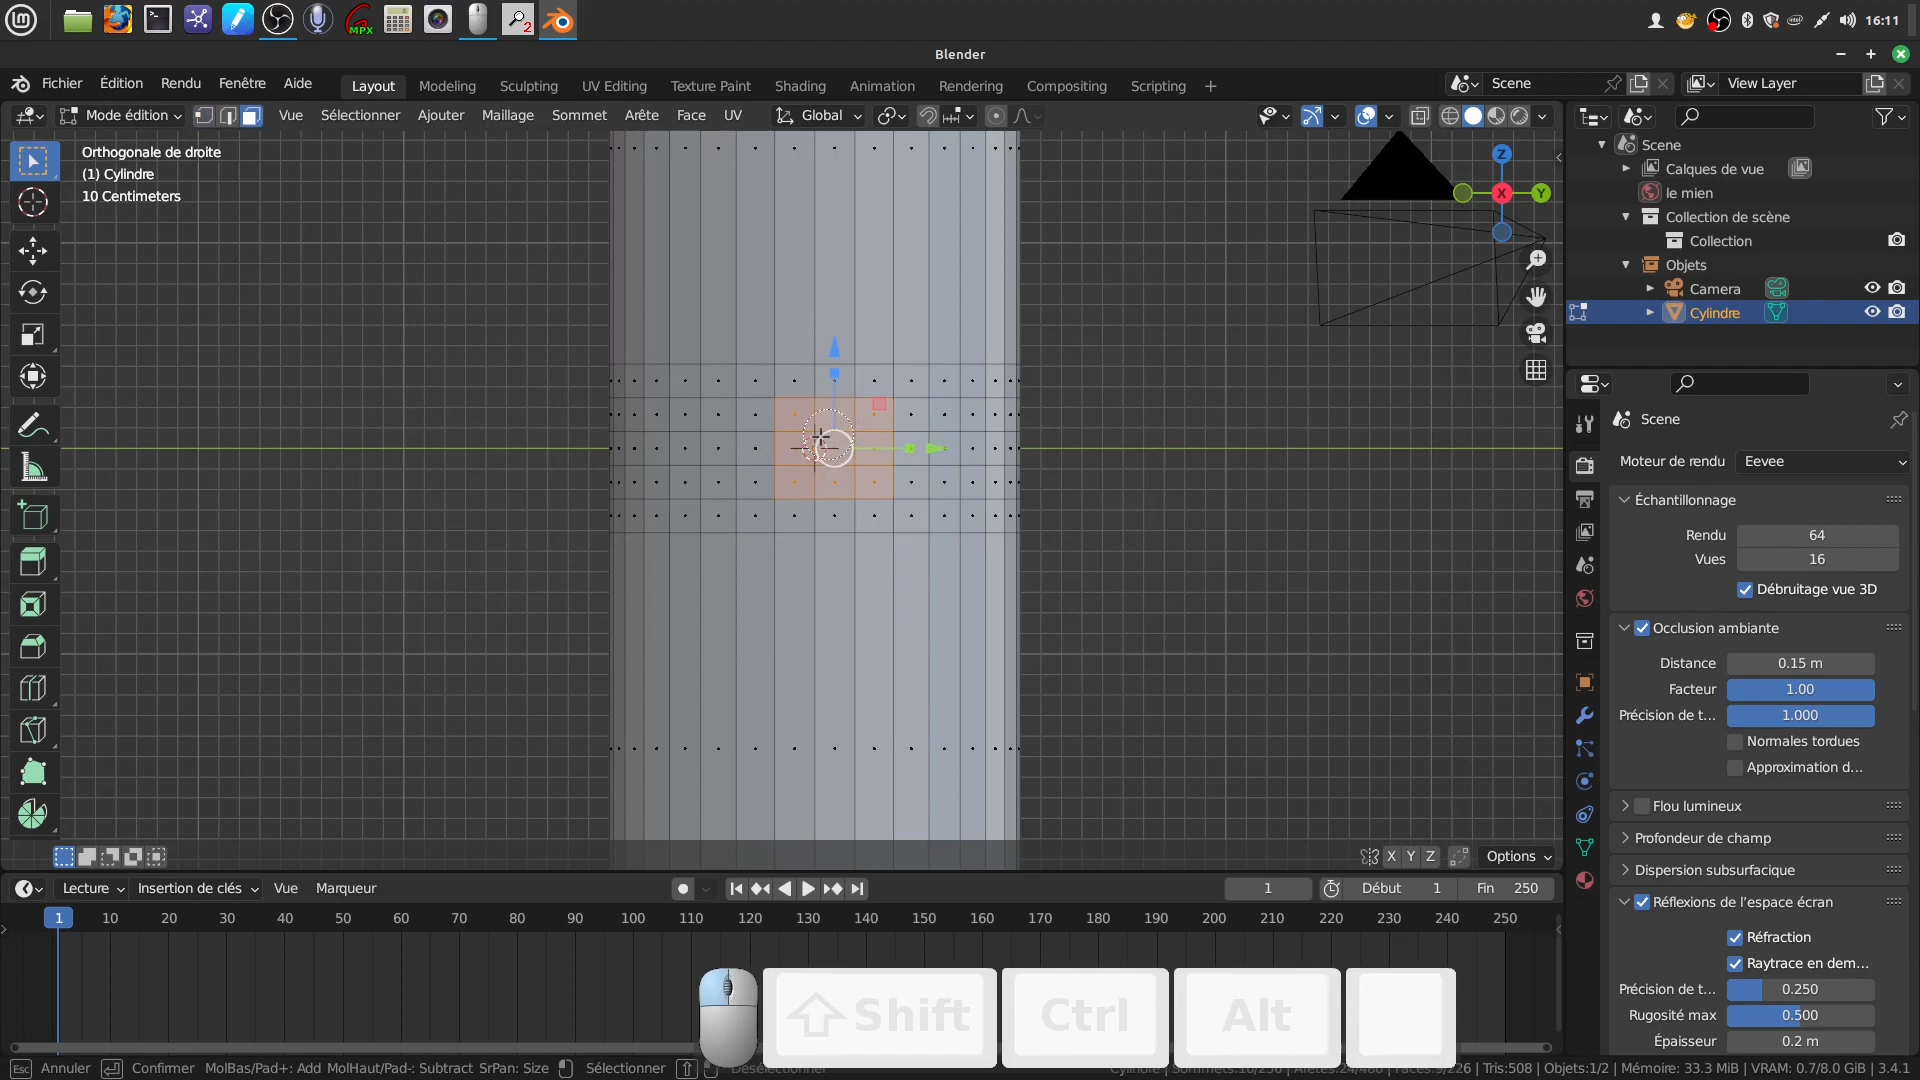 MPX
2
16:11
Blender
Fichier Édition Rendu Fenêtre Aide
Layout Modeling Sculpting UV Editing Texture Paint Shading Animation Rendering Compositing Scripting +
Scene
View Layer
Mode édition Vue Sélectionner Ajouter Maillage Sommet Arête Face UV
Global
Orthogonale de droite
(1) Cylindre
10 Centimeters
Z
X
Y
Scene
Calques de vue
le mien
Collection de scène
Collection
Objets
Camera
Cylindre
Scene
Moteur de rendu Eevee
Échantillonnage
Rendu 64
Vues 16
Débruitage vue 3D
Occlusion ambiante
Distance 0.15 m
Facteur 1.00
Précision de t... 1.000
Normales tordues
Approximation d...
Flou lumineux
Profondeur de champ
Dispersion subsurfacique
Réflexions de l'espace écran
Réfraction
Raytrace en dem...
Précision de t... 0.250
Rugosité max 0.500
Épaisseur 0.2 m
X Y Z
Options
Lecture Insertion de clés Vue Marqueur
1 Début 1 Fin 250
1 10 20 30 40 50 60 70 80 90 100 110 120 130 140 150 160 170 180 190 200 210 220 230 240 250
Shift Ctrl Alt
Esc Annuler Confirmer MolBas/Pad+: Add MolHaut/Pad-: Subtract SrPan: Size Sélectionner Désélectionner
Tris:508 | Objets:1/2 | Mémoire: 33.3 MiB | VRAM: 0.7/8.0 GiB | 3.4.1